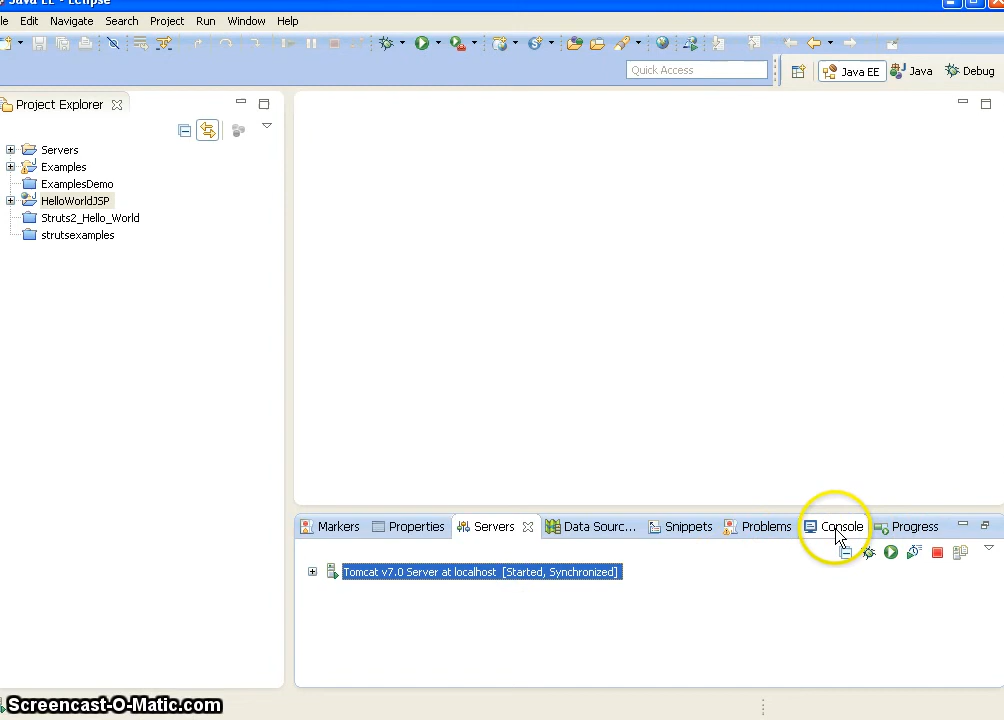 Java EE - Eclipse
Edit Navigate Search Project Run Window Help
Quick Access
Java EE Java Debug
Project Explorer
Servers
Examples
ExamplesDemo
HelloWorldJSP
Struts2_Hello_World
strutsexamples
Markers Properties Servers Data Sourc... Snippets Problems Console Progress
Tomcat v7.0 Server at localhost [Started, Synchronized]
Screencast-O-Matic.com